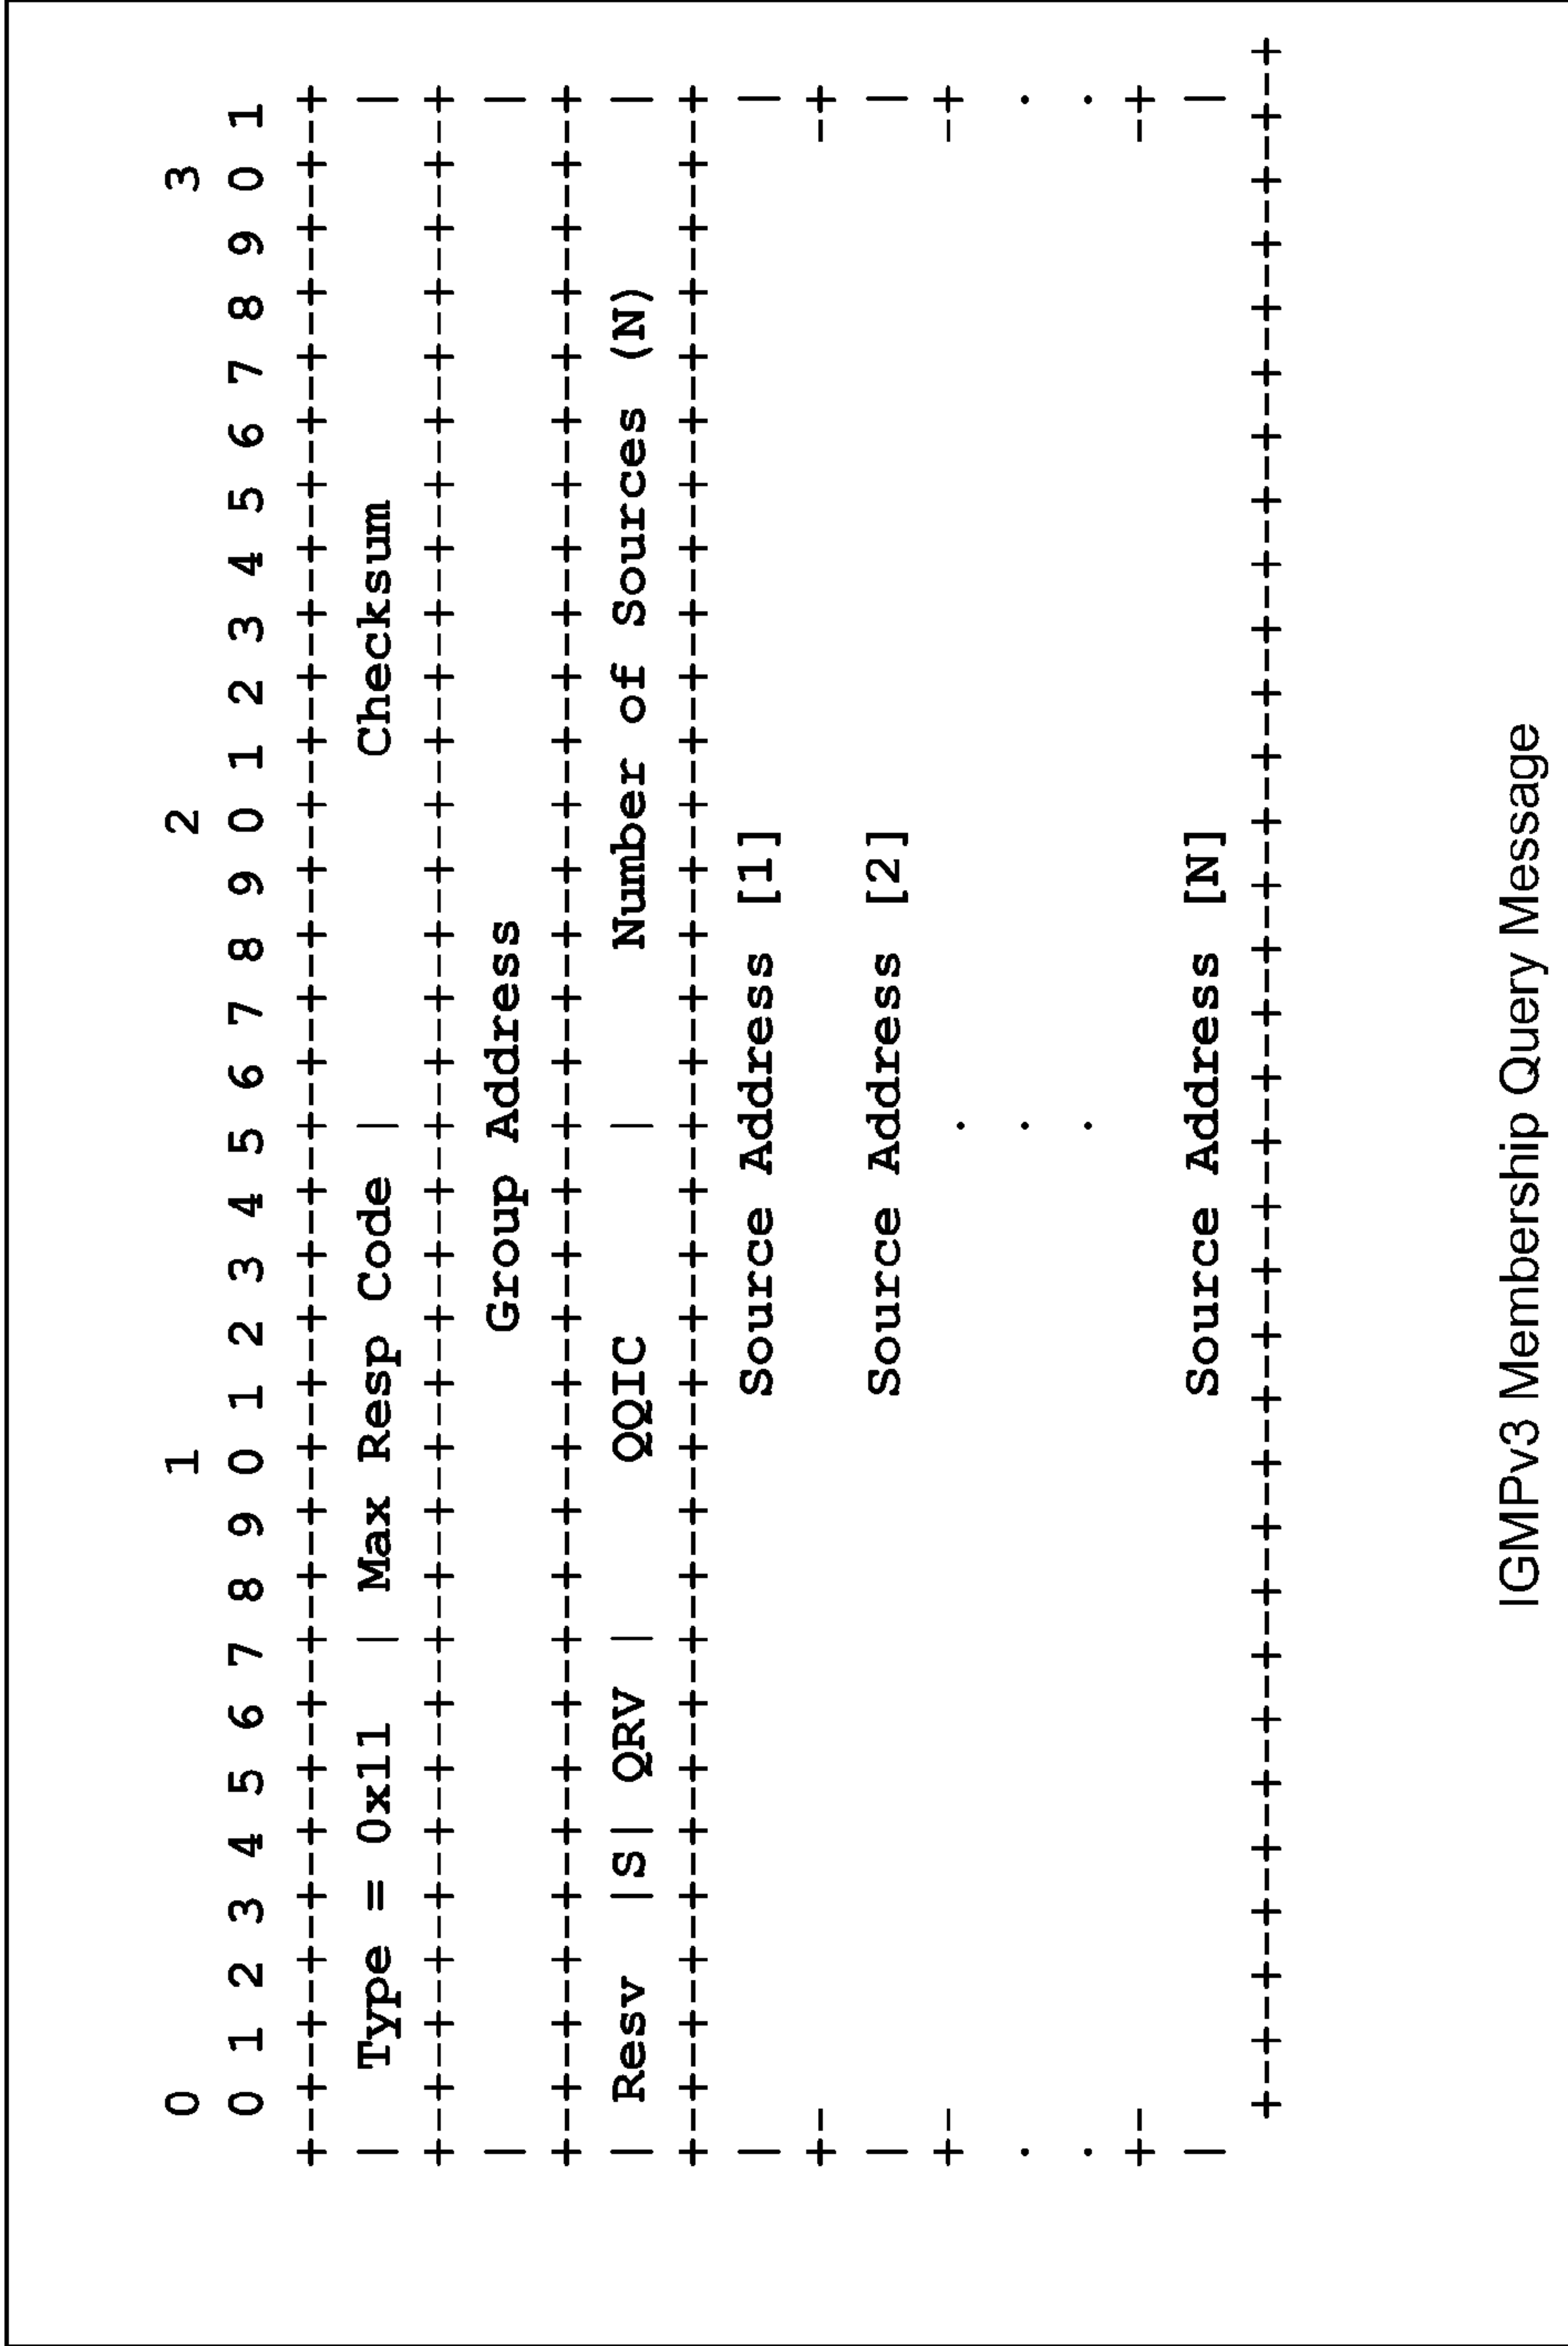 0                   1                   2                   3
0 1 2 3 4 5 6 7 8 9 0 1 2 3 4 5 6 7 8 9 0 1 2 3 4 5 6 7 8 9 0 1
+-+-+-+-+-+-+-+-+-+-+-+-+-+-+-+-+-+-+-+-+-+-+-+-+-+-+-+-+-+-+-+-+
|  Type = 0x11  | Max Resp Code |           Checksum            |
+-+-+-+-+-+-+-+-+-+-+-+-+-+-+-+-+-+-+-+-+-+-+-+-+-+-+-+-+-+-+-+-+
|                         Group Address                         |
+-+-+-+-+-+-+-+-+-+-+-+-+-+-+-+-+-+-+-+-+-+-+-+-+-+-+-+-+-+-+-+-+
| Resv  |S| QRV |     QQIC      |     Number of Sources (N)     |
+-+-+-+-+-+-+-+-+-+-+-+-+-+-+-+-+-+-+-+-+-+-+-+-+-+-+-+-+-+-+-+-+
|                       Source Address [1]                      |
+-                                                             -+
|                       Source Address [2]                      |
+-                              .                              -+
.                               .                               .
.                               .                               .
+-                                                             -+
|                       Source Address [N]                      |
+-+-+-+-+-+-+-+-+-+-+-+-+-+-+-+-+-+-+-+-+-+-+-+-+-+-+-+-+-+-+-+-+
IGMPv3 Membership Query Message